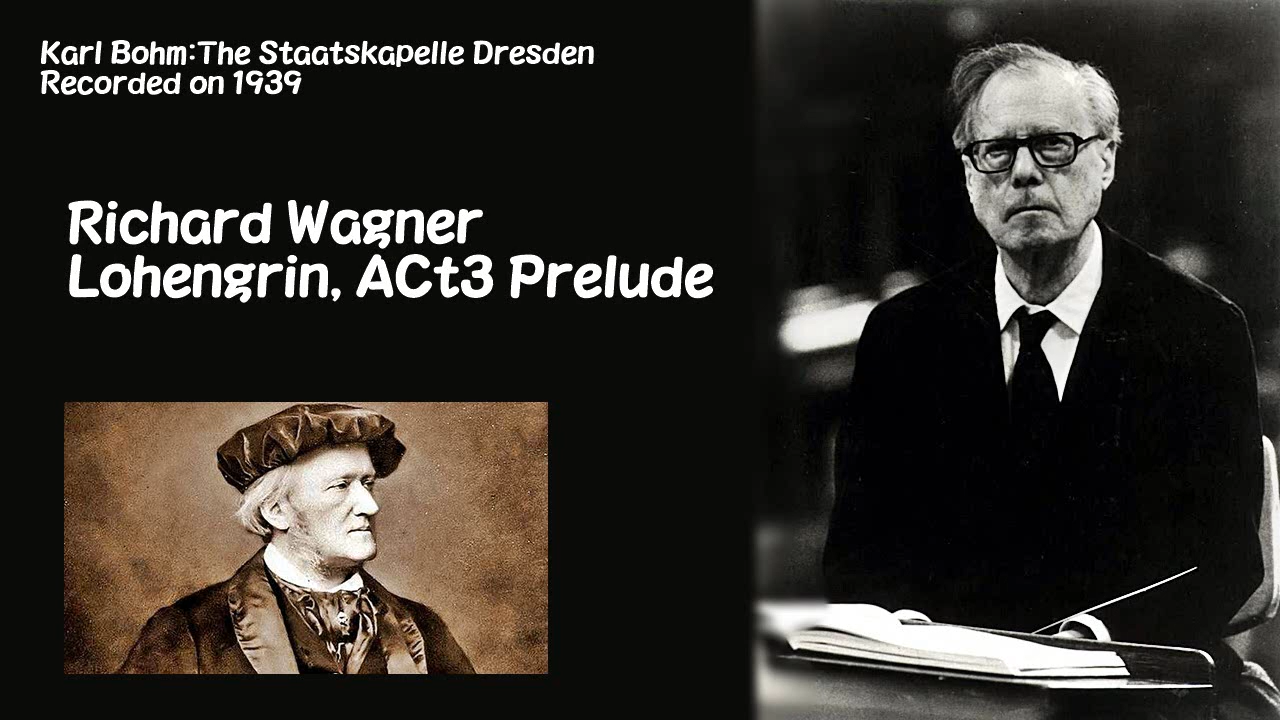 Karl Bohm:The Staatskapelle Dresden
Recorded on 1939
Richard Wagner
Lohengrin, ACt3 Prelude